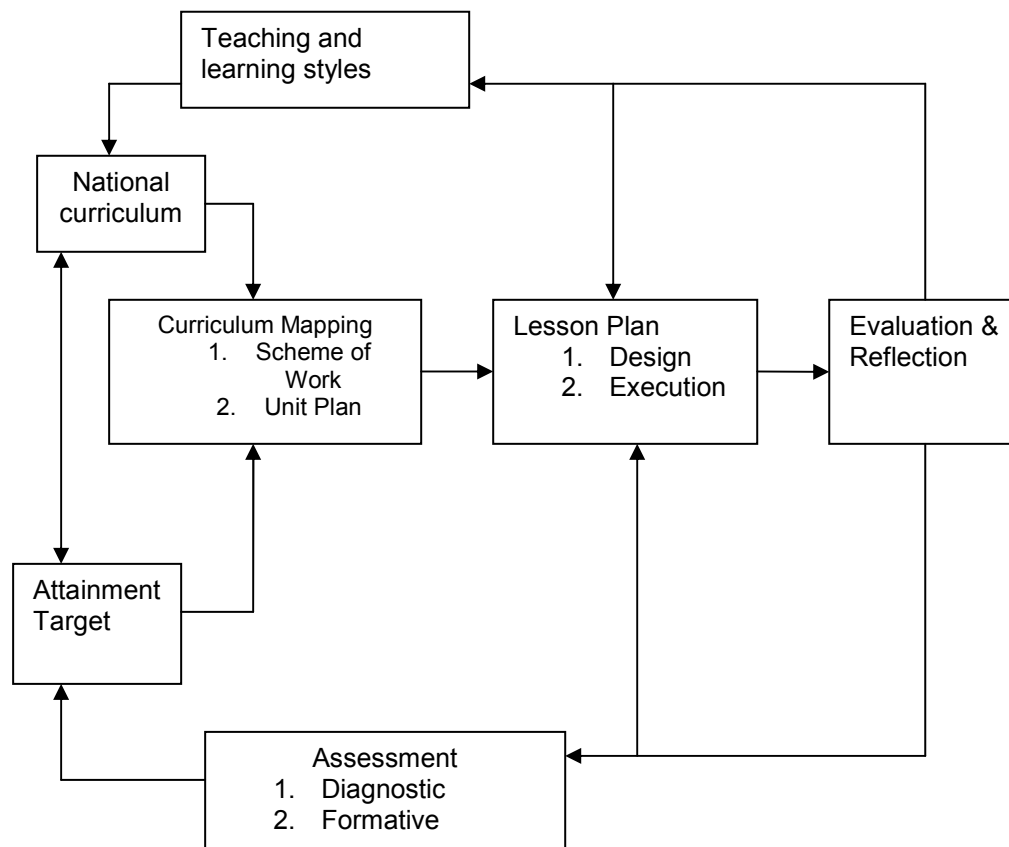 Teaching and
learning styles
National
curriculum
Curriculum Mapping
1. Scheme of
Work
2. Unit Plan
Lesson Plan
1. Design
2. Execution
Evaluation &
Reflection
Attainment
Target
Assessment
1. Diagnostic
2. Formative